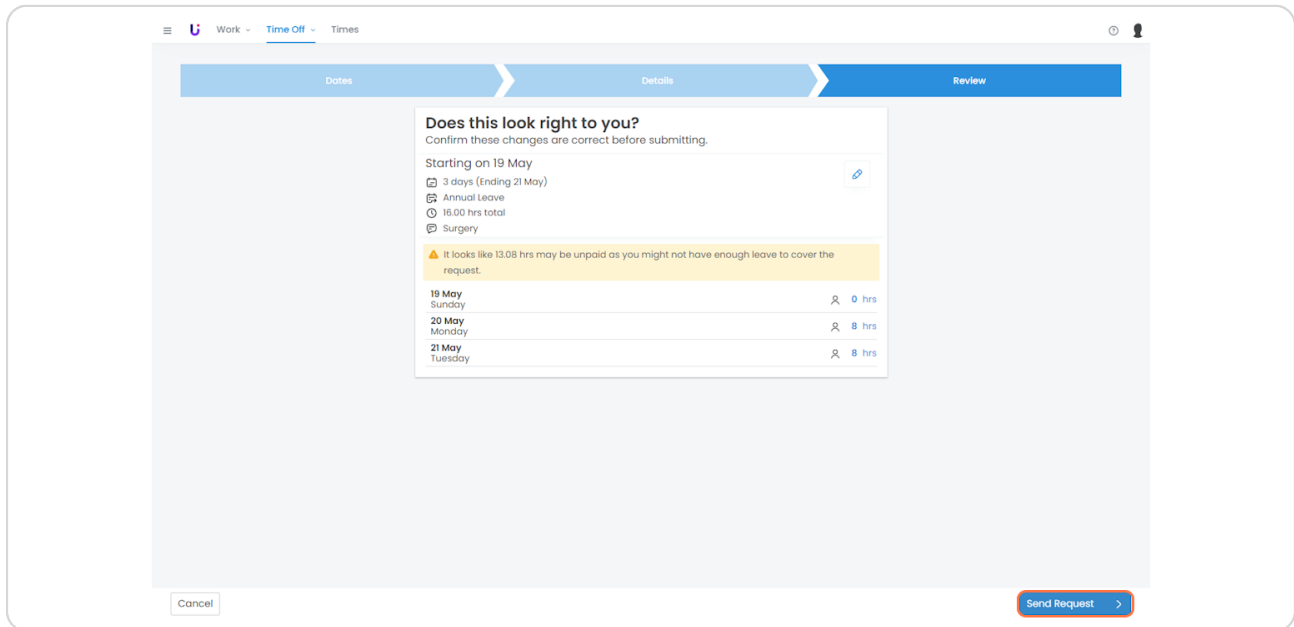 Work
Time Off
Times
Dates
Details
Review
Does this look right to you?
Confirm these changes are correct before submitting.
Starting on 19 May
3 days (Ending 21 May)
Annual Leave
16.00 hrs total
Surgery
It looks like 13.08 hrs may be unpaid as you might not have enough leave to cover the
request.
19 May
Sunday
0 hrs
20 May
Monday
8 hrs
21 May
Tuesday
8 hrs
Cancel
Send Request